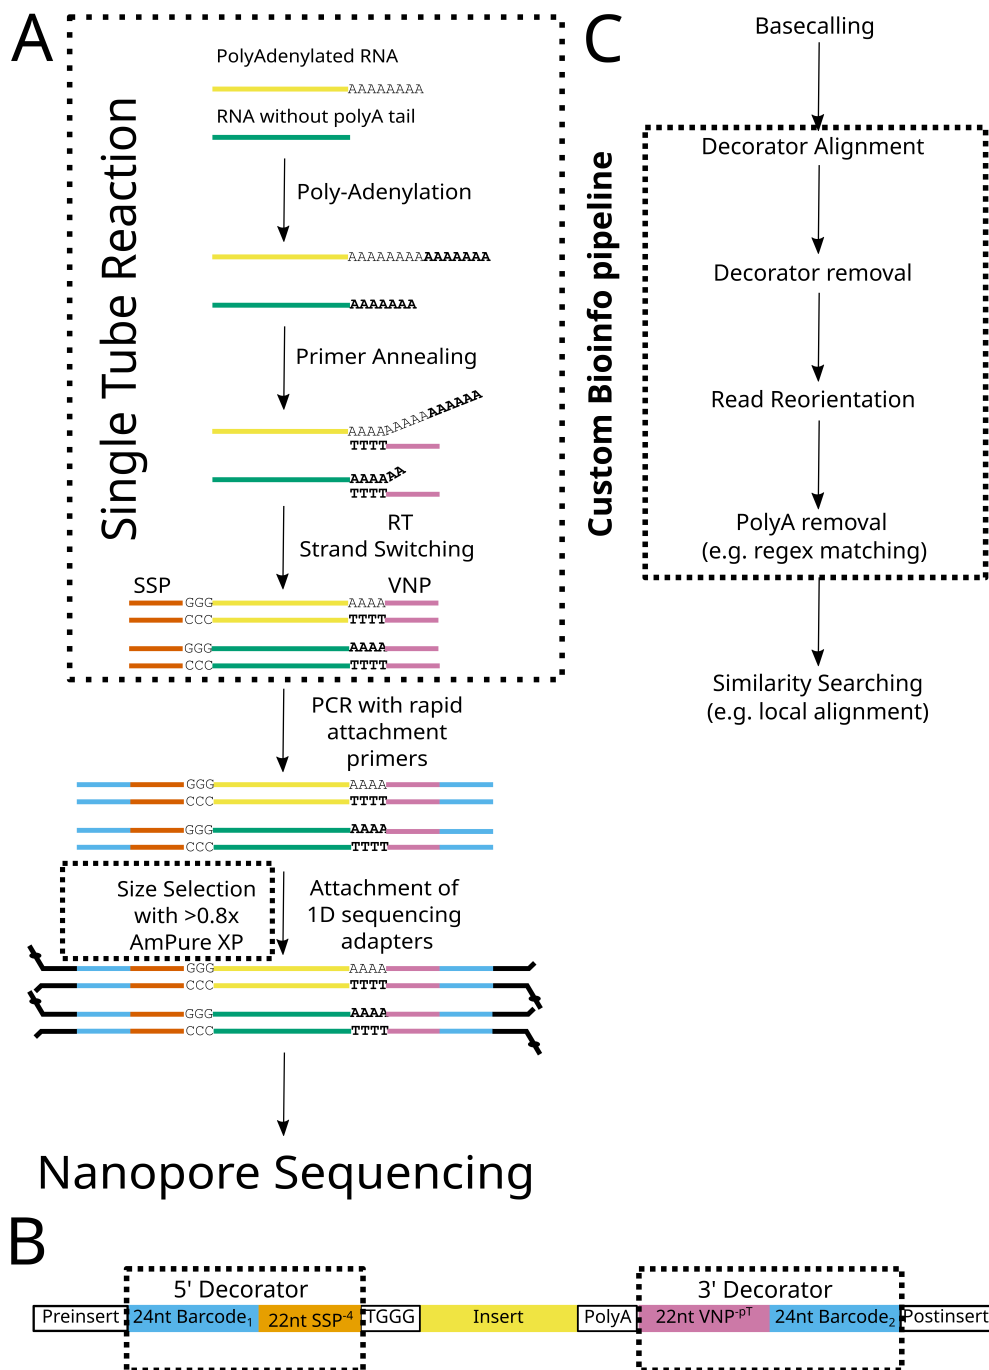 A
Single Tube Reaction
PolyAdenylated RNA
AAAAAAAA
RNA without polyA tail
Poly-Adenylation
AAAAAAAAAAAAAAA
AAAAAAA
Primer Annealing
AAAAAAAAAAAAAAA
TTTT
AAAAAA
TTTT
RT
Strand Switching
SSP VNP
GGG AAAA
CCC TTTT
GGG AAAA
CCC TTTT
PCR with rapid
attachment
primers
GGG AAAA
CCC TTTT
GGG AAAA
CCC TTTT
Size Selection
with >0.8x
AmPure XP
Attachment of
1D sequencing
adapters
GGG AAAA
CCC TTTT
GGG AAAA
CCC TTTT
Nanopore Sequencing
C
Custom Bioinfo pipeline
Basecalling
Decorator Alignment
Decorator removal
Read Reorientation
PolyA removal
(e.g. regex matching)
Similarity Searching
(e.g. local alignment)
B
5' Decorator 3' Decorator
Preinsert 24nt Barcode₁ 22nt SSP⁻⁴ TGGG Insert PolyA 22nt VNP⁻ᵖᵀ 24nt Barcode₂ Postinsert